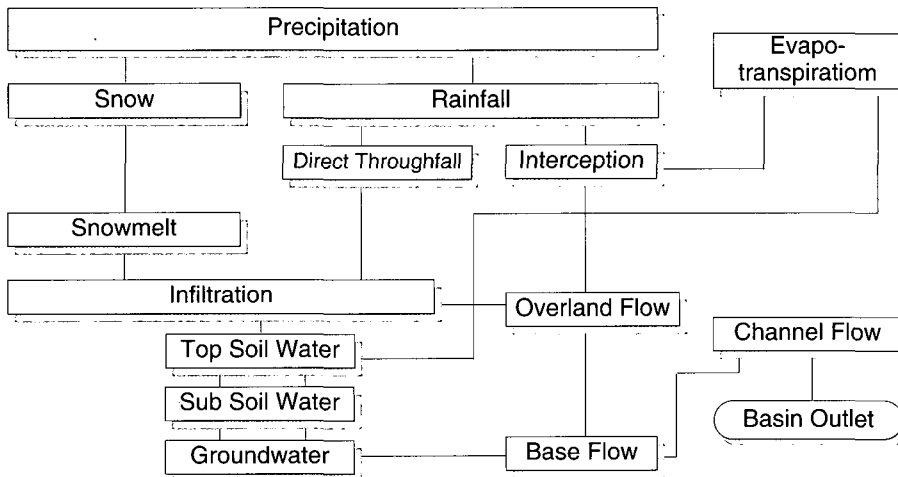 Precipitation
Evapo-
transpiratiom
Snow
Rainfall
Direct Throughfall
Interception
Snowmelt
Infiltration
Overland Flow
Channel Flow
Top Soil Water
Sub Soil Water
Basin Outlet
Groundwater
Base Flow